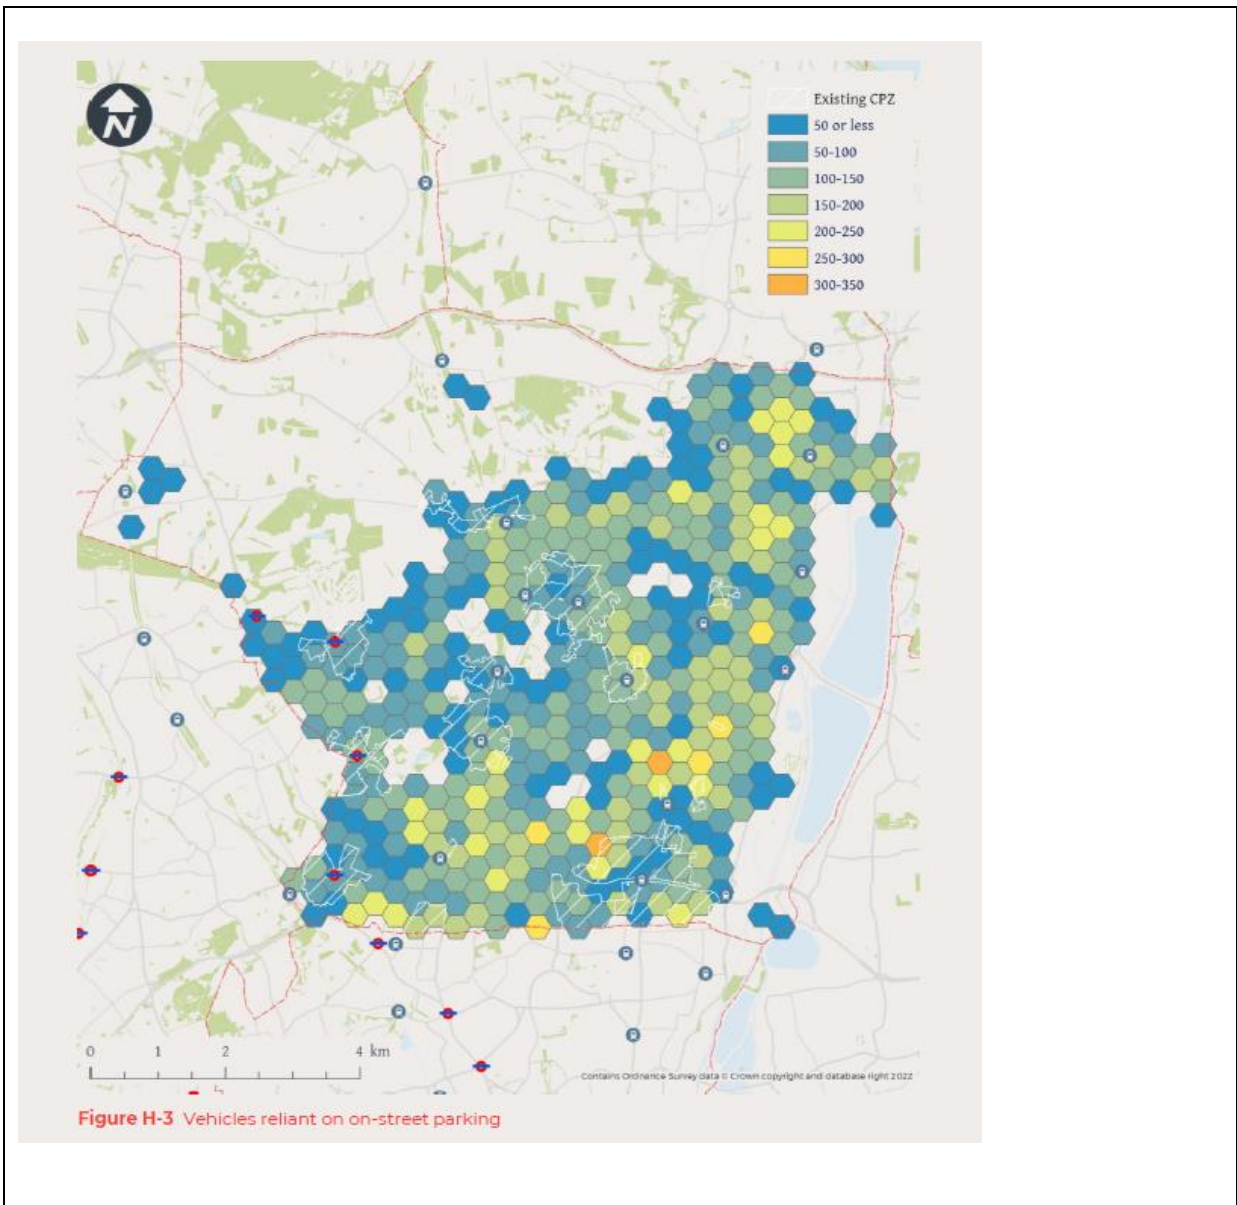 N
Existing CPZ
50 or less
50-100
100-150
150-200
200-250
250-300
300-350
0 1 2 4 km
Contains Ordnance Survey data © Crown copyright and database right 2022
Figure H-3 Vehicles reliant on on-street parking